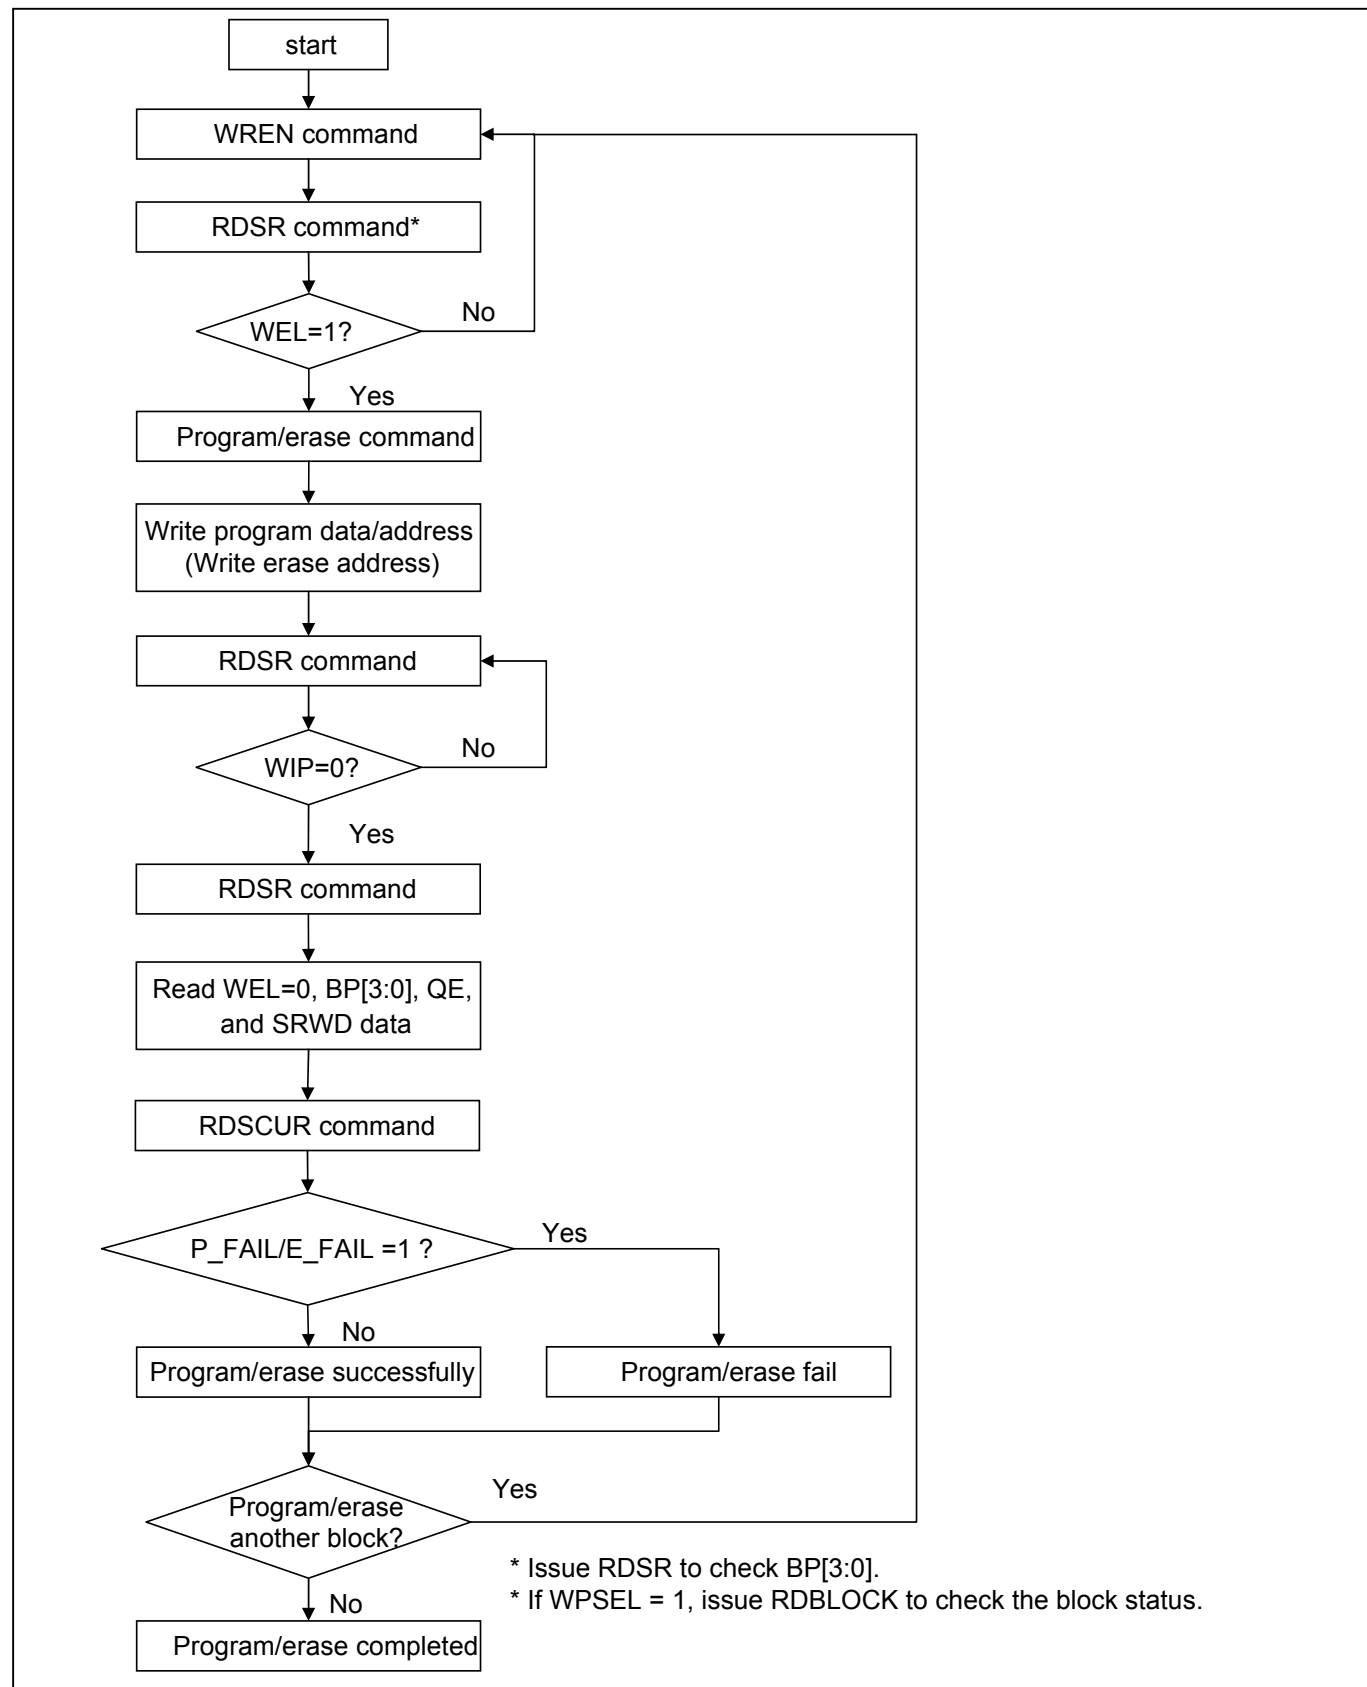 start
WREN command
RDSR command*
WEL=1?
No
Yes
Program/erase command
Write program data/address
(Write erase address)
RDSR command
WIP=0?
No
Yes
RDSR command
Read WEL=0, BP[3:0], QE,
and SRWD data
RDSCUR command
P_FAIL/E_FAIL =1 ?
Yes
No
Program/erase successfully
Program/erase fail
Program/erase
another block?
Yes
* Issue RDSR to check BP[3:0].
* If WPSEL = 1, issue RDBLOCK to check the block status.
No
Program/erase completed